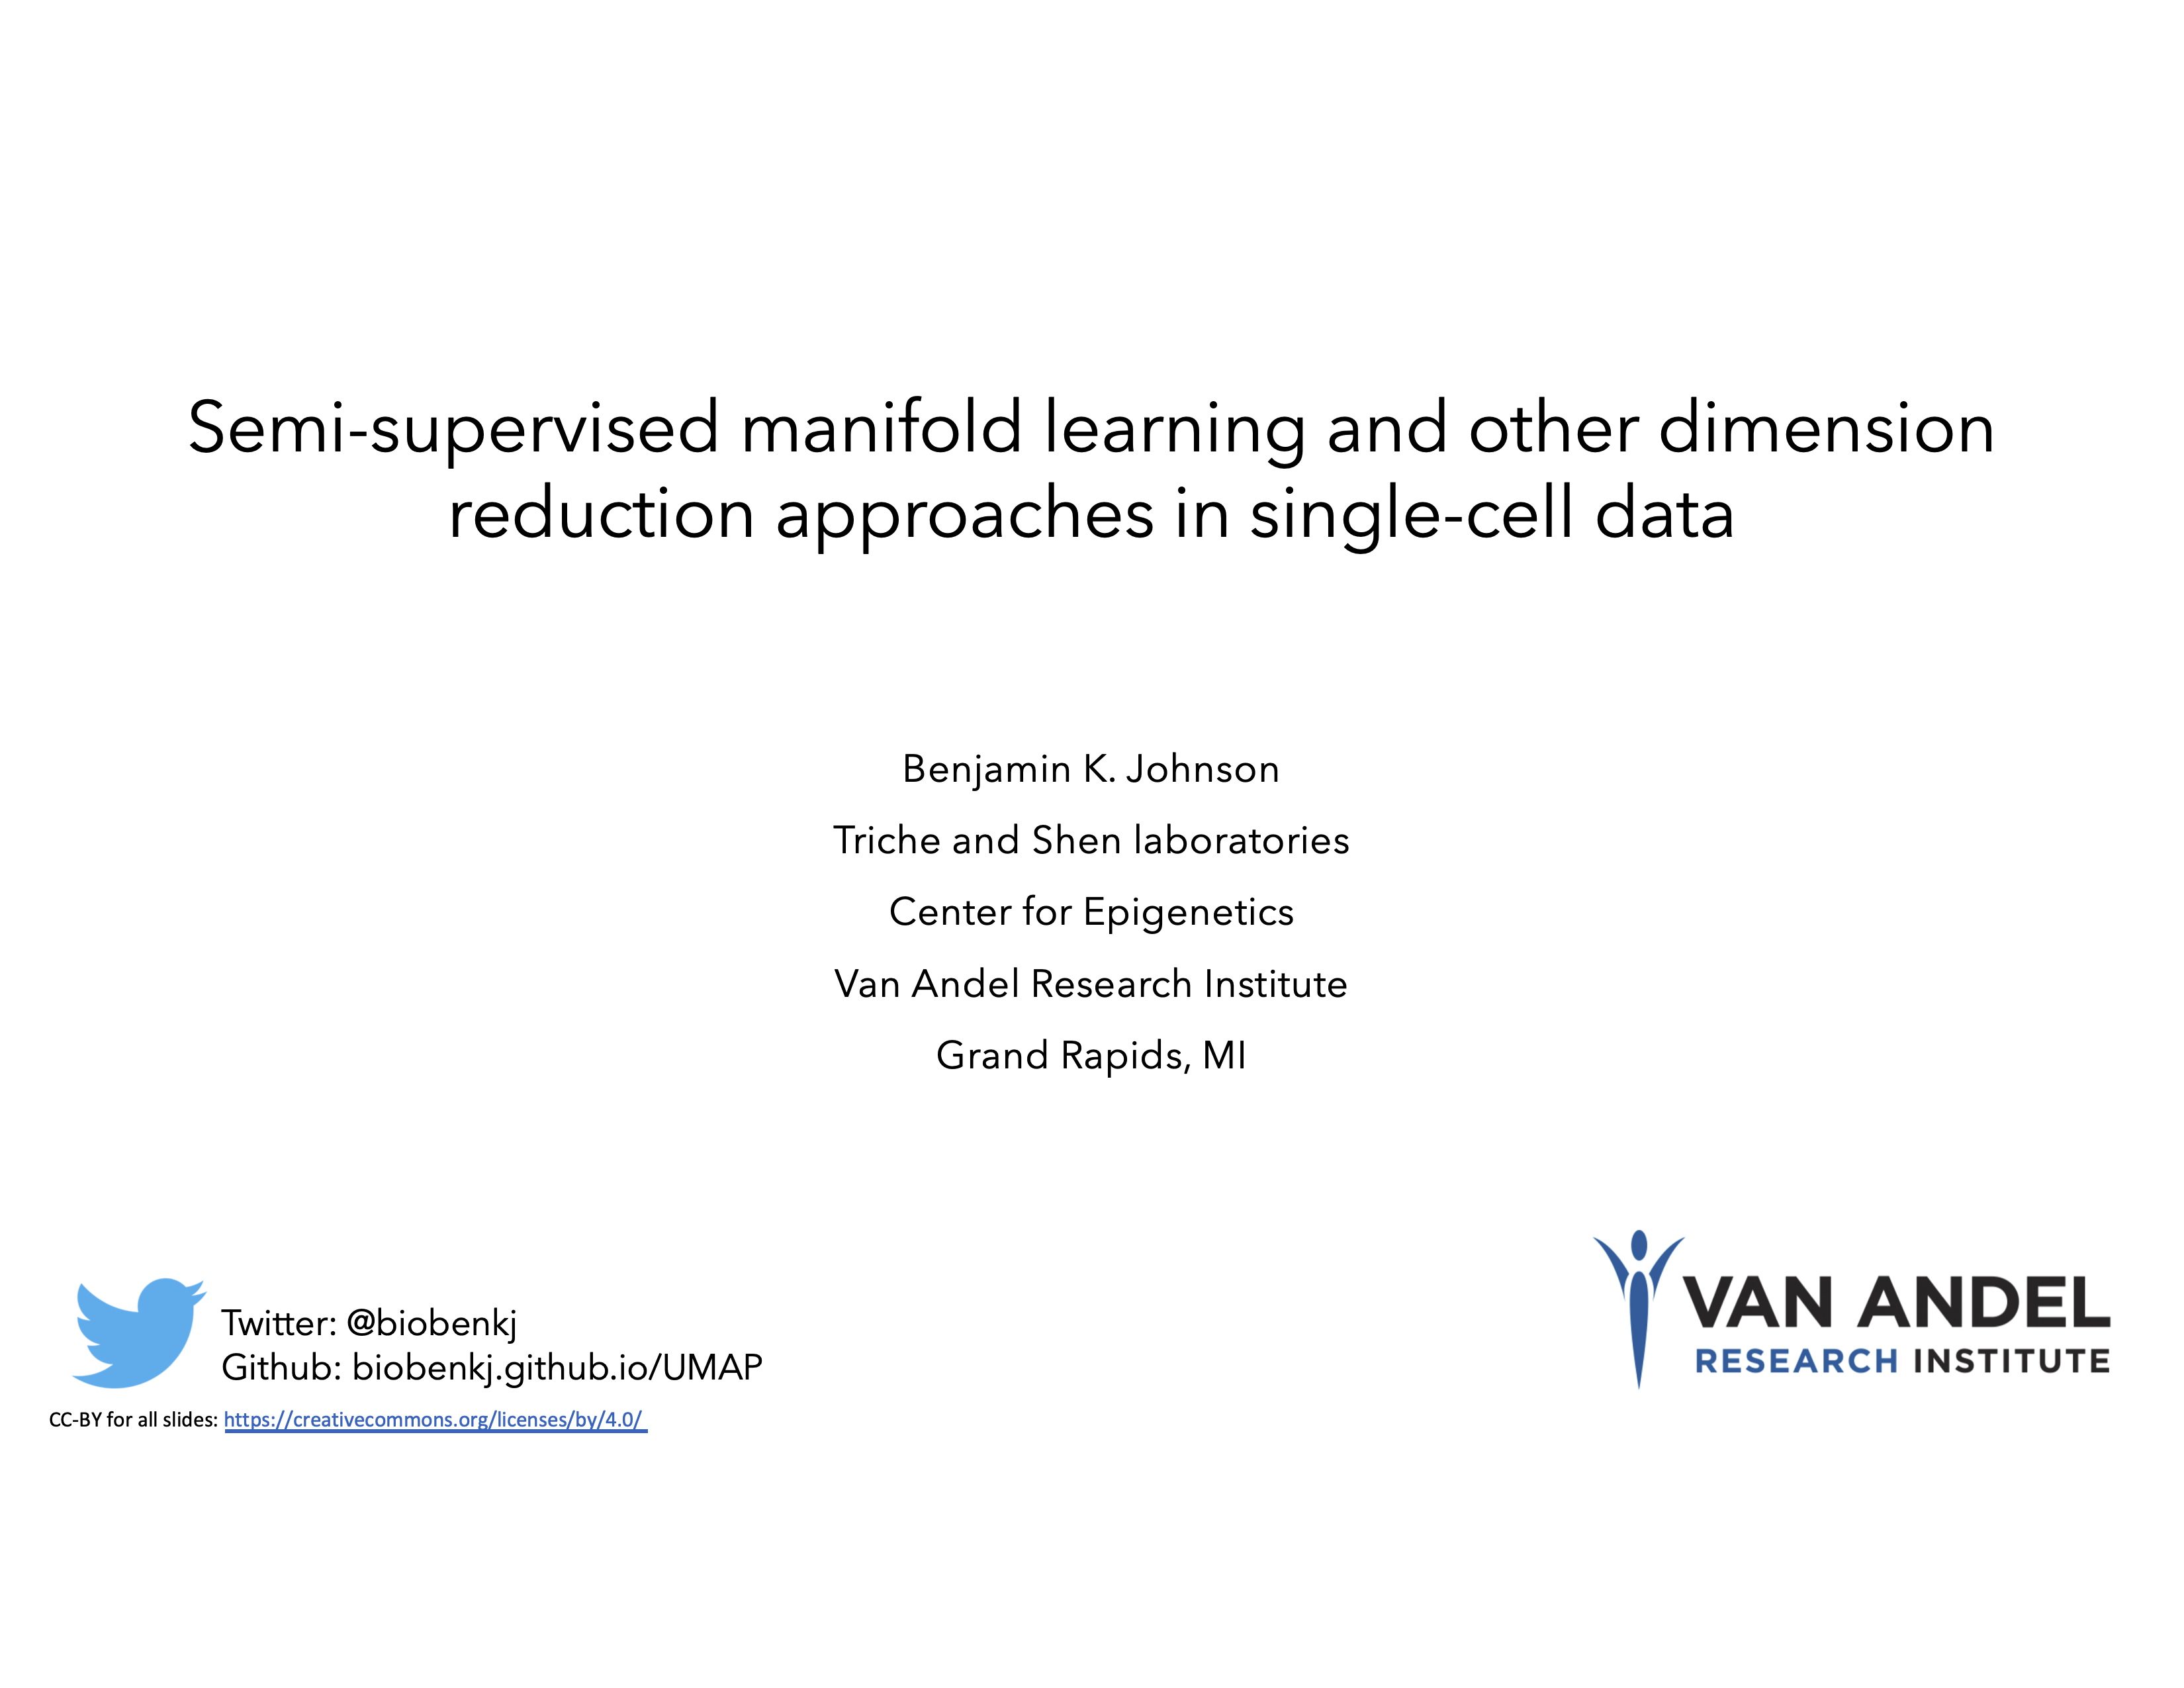 Semi-supervised manifold learning and other dimension
reduction approaches in single-cell data
Benjamin K. Johnson
Triche and Shen laboratories
Center for Epigenetics
Van Andel Research Institute
Grand Rapids, MI
Twitter: @biobenkj
Github: biobenkj.github.io/UMAP
CC-BY for all slides: https://creativecommons.org/licenses/by/4.0/
VAN ANDEL
RESEARCH INSTITUTE